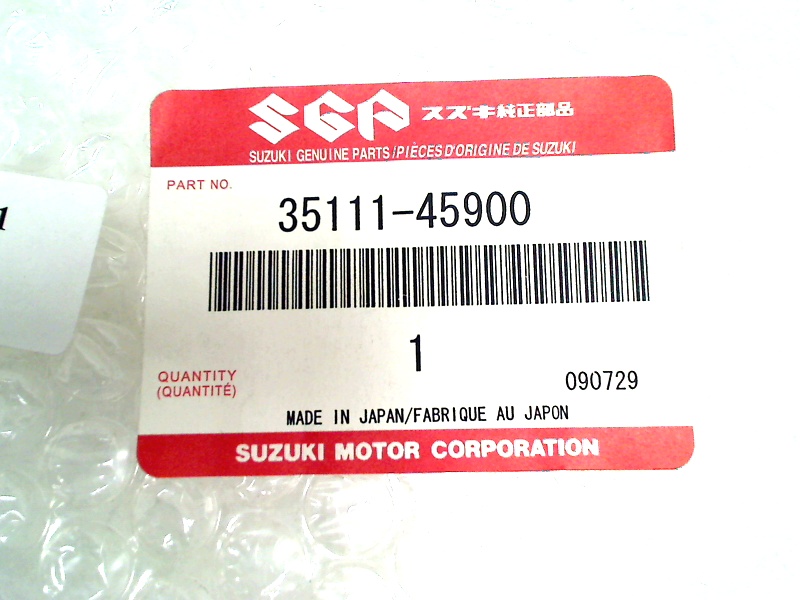 SGP スズキ純正部品
SUZUKI GENUINE PARTS/PIÈCES D'ORIGINE DE SUZUKI
PART NO.
35111-45900
1
QUANTITY
(QUANTITÉ)
090729
MADE IN JAPAN/FABRIQUE AU JAPON
SUZUKI MOTOR CORPORATION